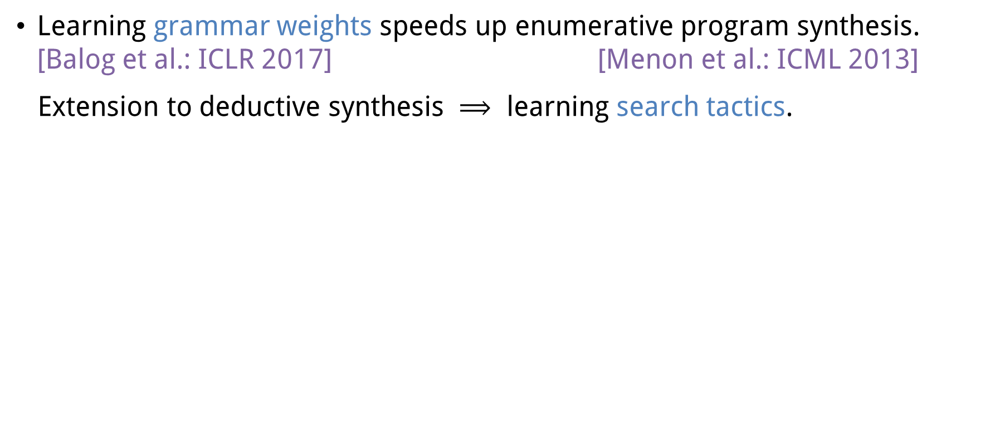 • Learning grammar weights speeds up enumerative program synthesis.
[Balog et al.: ICLR 2017] [Menon et al.: ICML 2013]
Extension to deductive synthesis ⟹ learning search tactics.